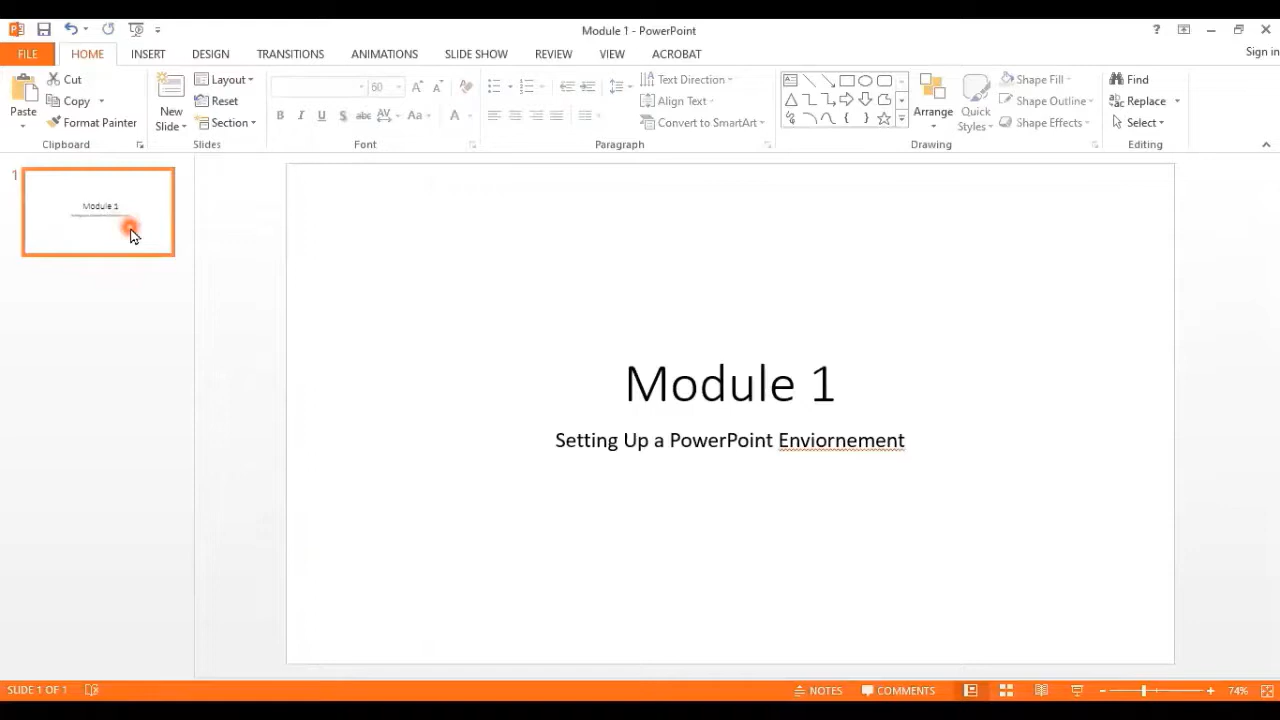 Module 1 - PowerPoint
?
Sign in
FILE HOME INSERT DESIGN TRANSITIONS ANIMATIONS SLIDE SHOW REVIEW VIEW ACROBAT
Paste
Cut
Copy
Format Painter
Clipboard
New
Slide
Layout
Reset
Section
Slides
60
B I U S abc AV Aa A
Font
Text Direction
Align Text
Convert to SmartArt
Paragraph
Arrange
Quick
Styles
Shape Fill
Shape Outline
Shape Effects
Drawing
Find
Replace
Select
Editing
1
Module 1
Module 1
Setting Up a PowerPoint Enviornement
SLIDE 1 OF 1
NOTES
COMMENTS
74%